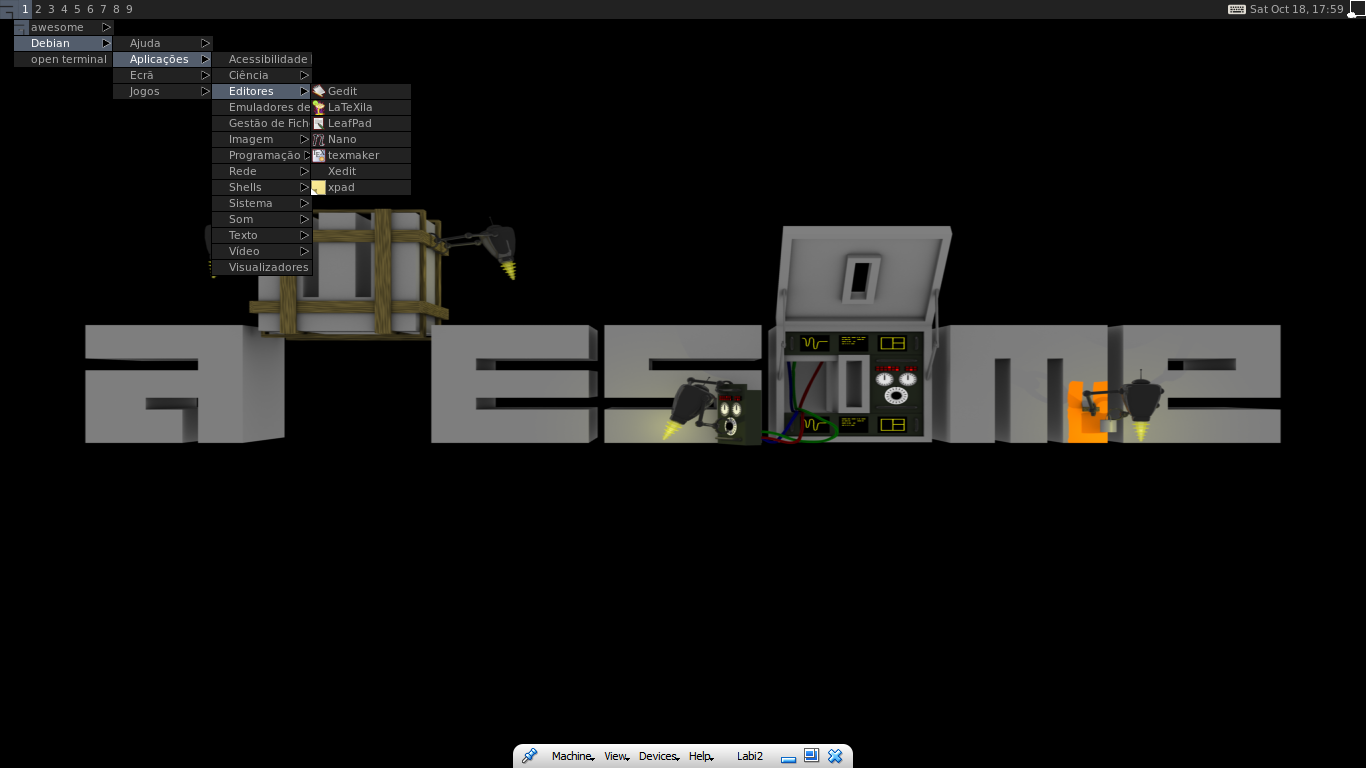 1 2 3 4 5 6 7 8 9
Sat Oct 18, 17:59
awesome
Debian
open terminal
Ajuda
Aplicações
Ecrã
Jogos
Acessibilidade
Ciência
Editores
Emuladores de
Gestão de Fich
Imagem
Programação
Rede
Shells
Sistema
Som
Texto
Vídeo
Visualizadores
Gedit
LaTeXila
LeafPad
Nano
texmaker
Xedit
xpad
awesome
Machine View Devices Help Labi2